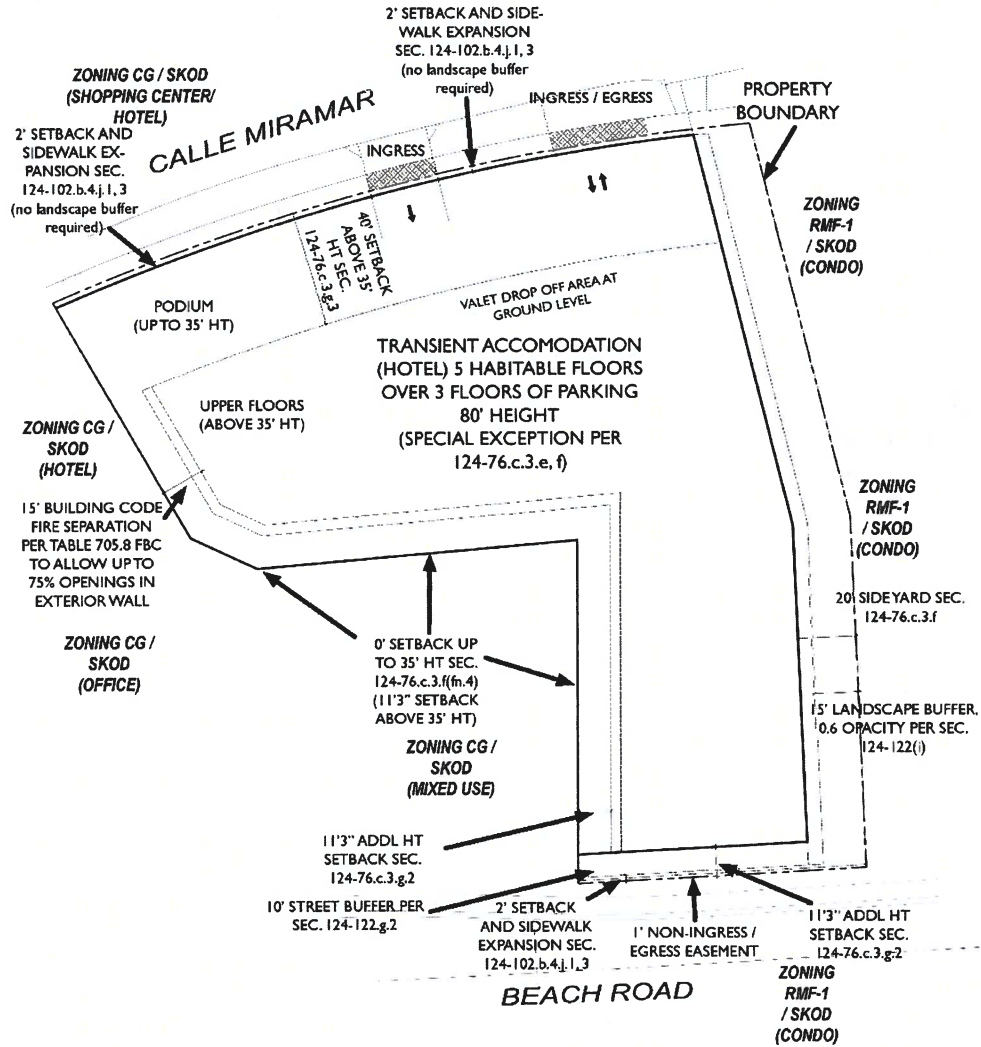 2' SETBACK AND SIDE-
WALK EXPANSION
SEC. 124-102.b.4.j.1, 3
(no landscape buffer
required)
ZONING CG / SKOD
(SHOPPING CENTER/
HOTEL)
2' SETBACK AND
SIDEWALK EX-
PANSION SEC.
124-102.b.4.j.1, 3
(no landscape buffer
required)
CALLE MIRAMAR
INGRESS
INGRESS / EGRESS
PROPERTY
BOUNDARY
ZONING
RMF-1
/ SKOD
(CONDO)
40' SETBACK
ABOVE 35'
HT SEC.
124-76.c.3.g.3
PODIUM
(UP TO 35' HT)
VALET DROP OFF AREA AT
GROUND LEVEL
TRANSIENT ACCOMODATION
(HOTEL) 5 HABITABLE FLOORS
OVER 3 FLOORS OF PARKING
80' HEIGHT
(SPECIAL EXCEPTION PER
124-76.c.3.e, f)
UPPER FLOORS
(ABOVE 35' HT)
ZONING CG /
SKOD
(HOTEL)
15' BUILDING CODE
FIRE SEPARATION
PER TABLE 705.8 FBC
TO ALLOW UP TO
75% OPENINGS IN
EXTERIOR WALL
ZONING
RMF-1
/ SKOD
(CONDO)
20' SIDEYARD SEC.
124-76.c.3.f
ZONING CG /
SKOD
(OFFICE)
0' SETBACK UP
TO 35' HT SEC.
124-76.c.3.f(fn.4)
(11'3" SETBACK
ABOVE 35' HT)
15' LANDSCAPE BUFFER,
0.6 OPACITY PER SEC.
124-122(i)
ZONING CG /
SKOD
(MIXED USE)
11'3" ADDL HT
SETBACK SEC.
124-76.c.3.g.2
10' STREET BUFFER PER
SEC. 124-122.g.2
2' SETBACK
AND SIDEWALK
EXPANSION SEC.
124-102.b.4.j.1, 3
1' NON-INGRESS /
EGRESS EASEMENT
11'3" ADDL HT
SETBACK SEC.
124-76.c.3.g.2
BEACH ROAD
ZONING
RMF-1
/ SKOD
(CONDO)